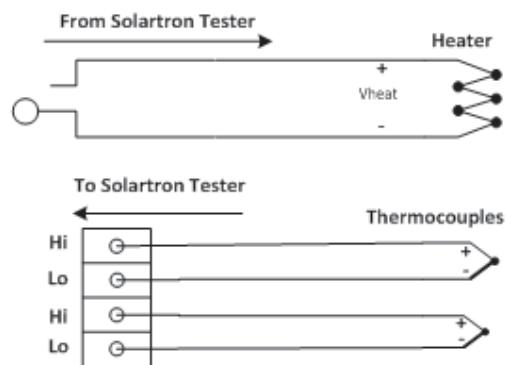 From Solartron Tester
Heater
+
Vheat
-
To Solartron Tester
Thermocouples
Hi
+
Lo
-
Hi
+
Lo
-